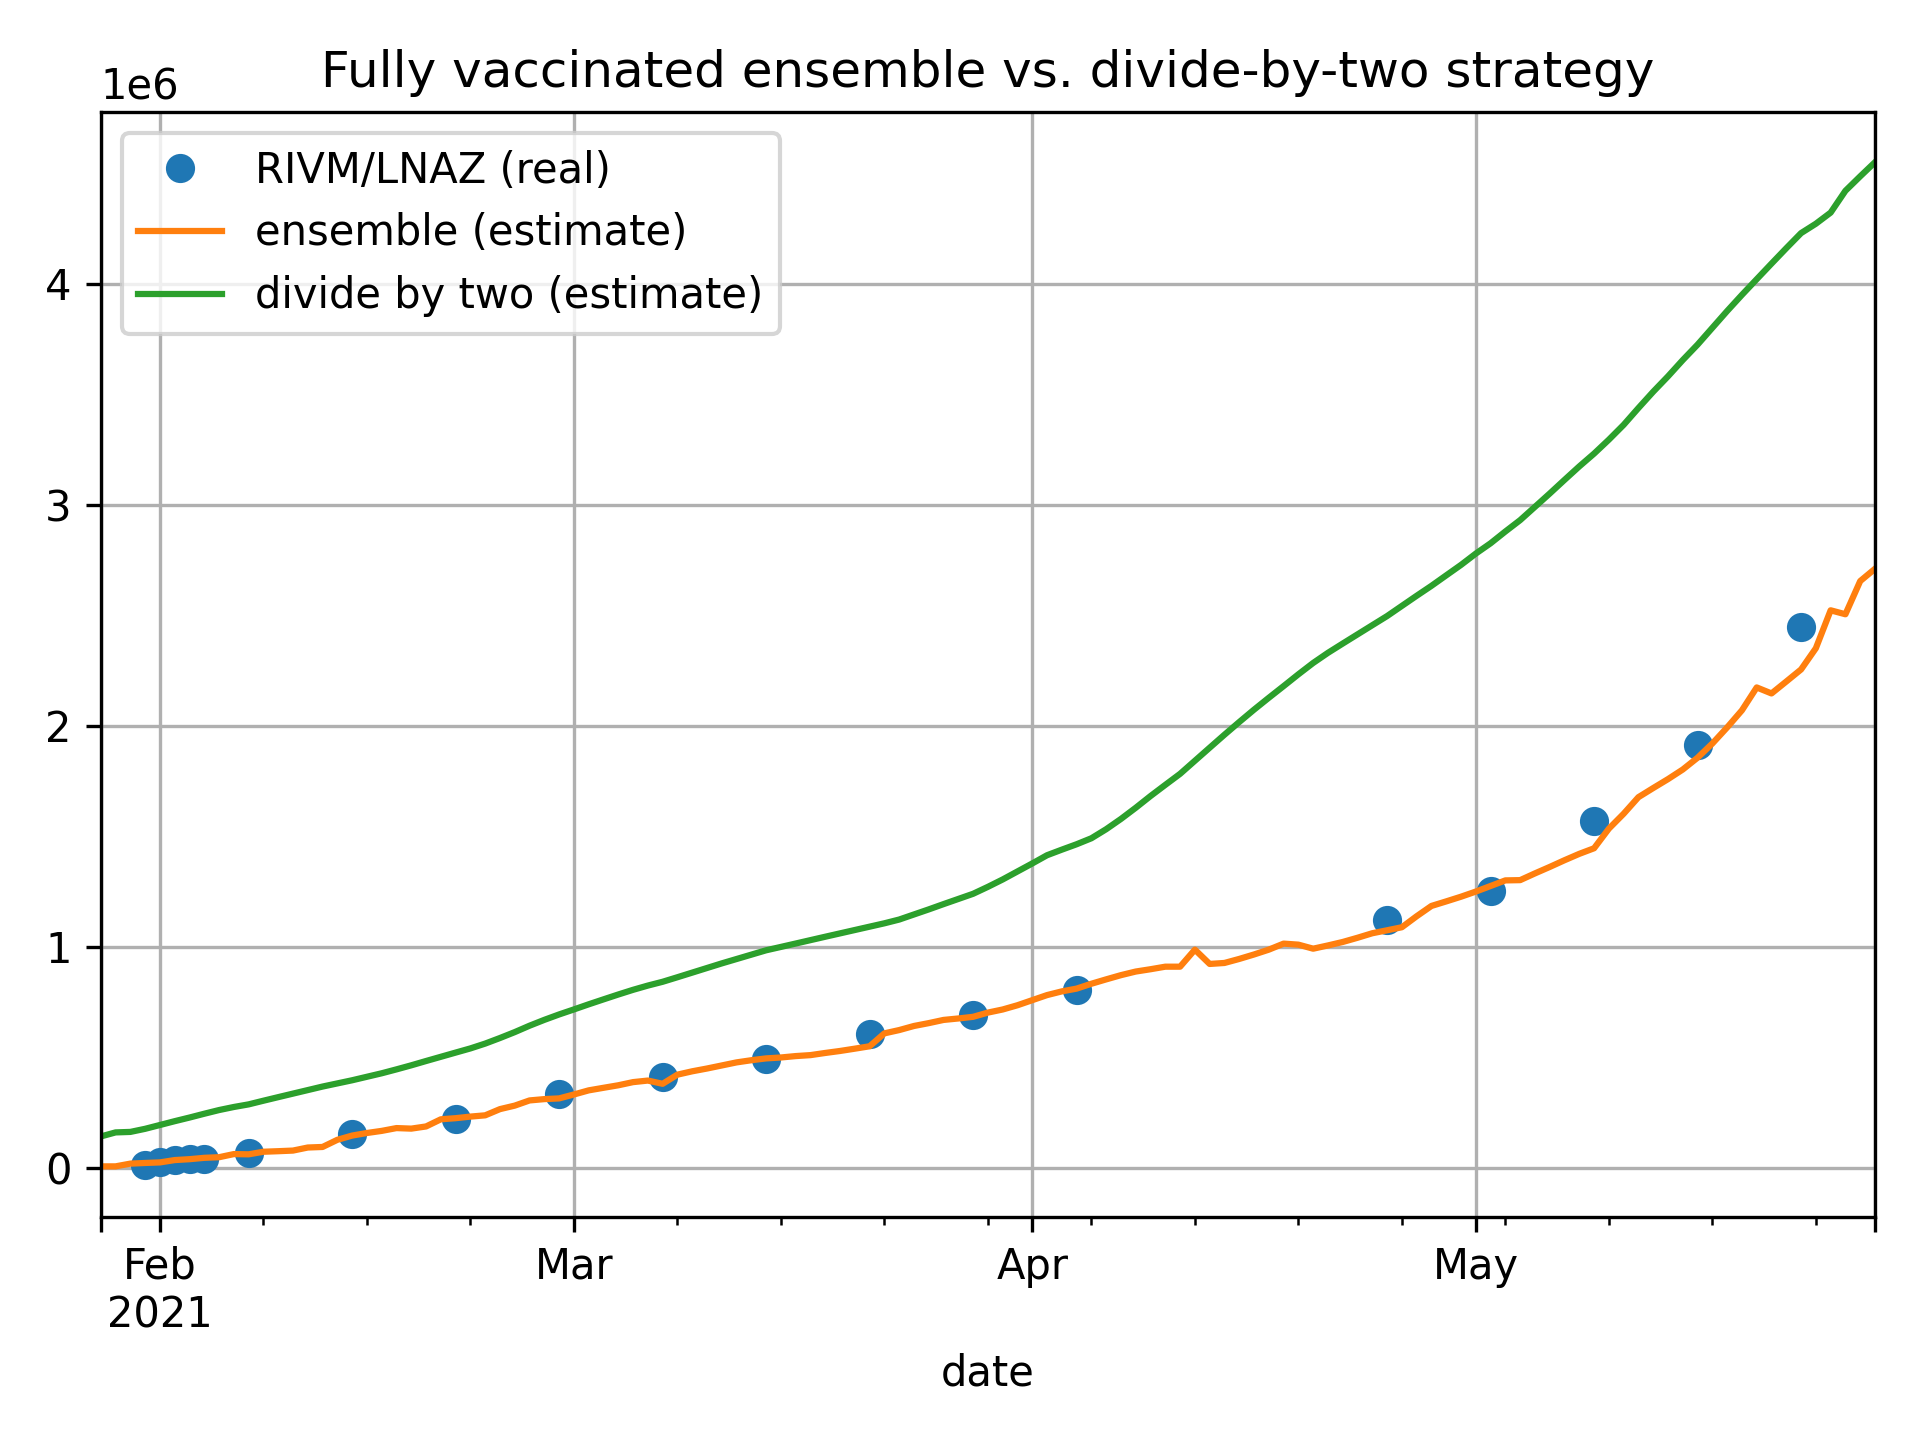 Fully vaccinated ensemble vs. divide-by-two strategy
1e6
RIVM/LNAZ (real)
ensemble (estimate)
divide by two (estimate)
4
3
2
1
0
Feb Mar Apr May
2021
date